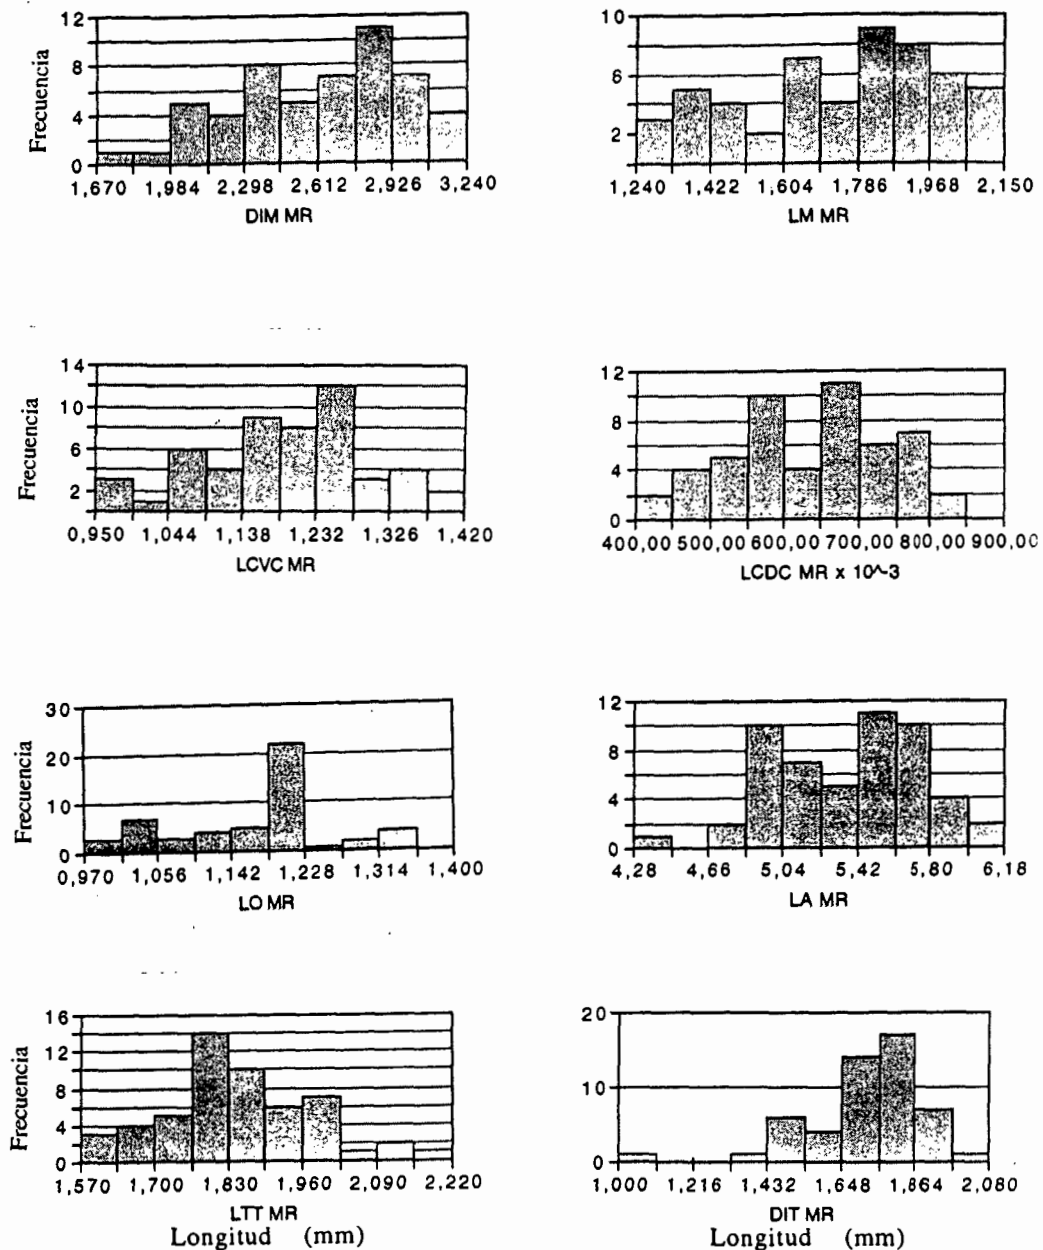 12
8
4
0
Frecuencia
1,670 1,984 2,298 2,612 2,926 3,240
DIM MR
10
6
2
1,240 1,422 1,604 1,786 1,968 2,150
LM MR
14
10
6
2
Frecuencia
0,950 1,044 1,138 1,232 1,326 1,420
LCVC MR
12
8
4
0
400,00 500,00 600,00 700,00 800,00 900,00
LCDC MR x 10^-3
30
20
10
0
Frecuencia
0,970 1,056 1,142 1,228 1,314 1,400
LO MR
12
8
4
0
4,28 4,66 5,04 5,42 5,80 6,18
LA MR
16
12
8
4
0
Frecuencia
1,570 1,700 1,830 1,960 2,090 2,220
LTT MR
Longitud (mm)
20
10
0
1,000 1,216 1,432 1,648 1,864 2,080
DIT MR
Longitud (mm)